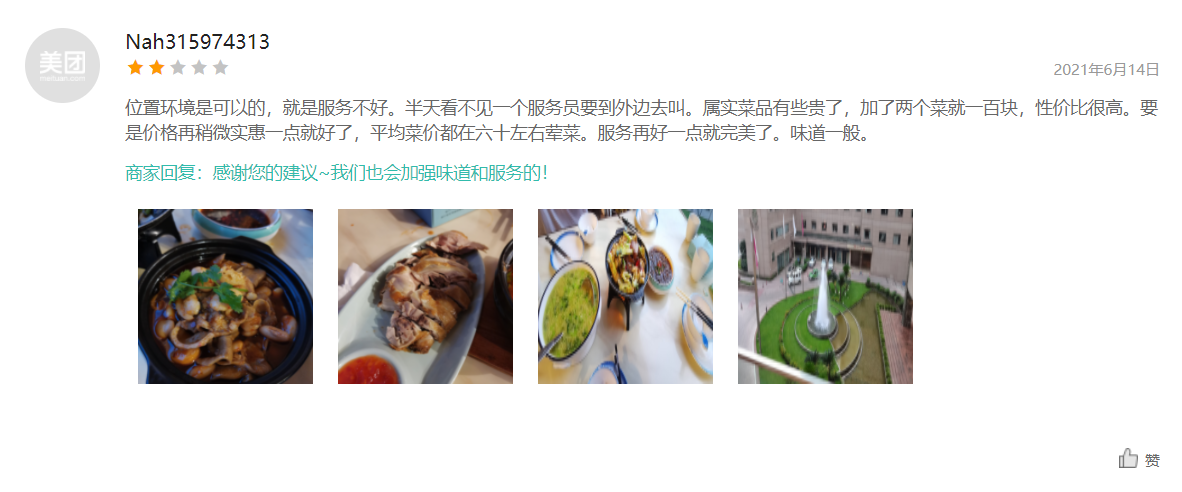 美团
meituan.com
Nah315974313
2021年6月14日
位置环境是可以的，就是服务不好。半天看不见一个服务员要到外边去叫。属实菜品有些贵了，加了两个菜就一百块，性价比很高。要
是价格再稍微实惠一点就好了，平均菜价都在六十左右荤菜。服务再好一点就完美了。味道一般。
商家回复：感谢您的建议~我们也会加强味道和服务的！
赞